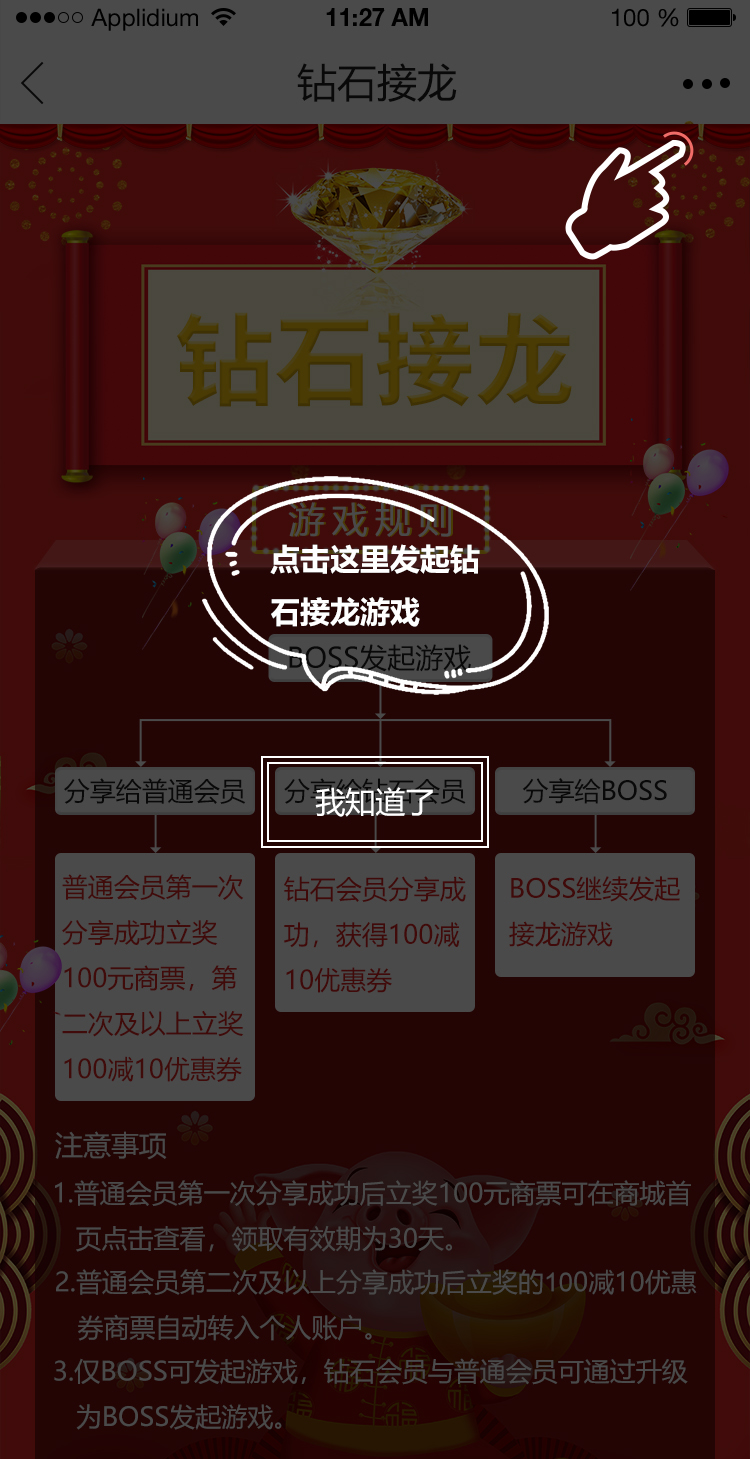 Applidium
11:27 AM
100 %
钻石接龙
钻石接龙
游戏规则
点击这里发起钻
石接龙游戏
BOSS发起游戏
分享给普通会员
分享给钻石会员
分享给BOSS
我知道了
普通会员第一次
分享成功立奖
100元商票，第
二次及以上立奖
100减10优惠券
钻石会员分享成
功，获得100减
10优惠券
BOSS继续发起
接龙游戏
注意事项
1.普通会员第一次分享成功后立奖100元商票可在商城首
页点击查看，领取有效期为30天。
2.普通会员第二次及以上分享成功后立奖的100减10优惠
券商票自动转入个人账户。
3.仅BOSS可发起游戏，钻石会员与普通会员可通过升级
为BOSS发起游戏。